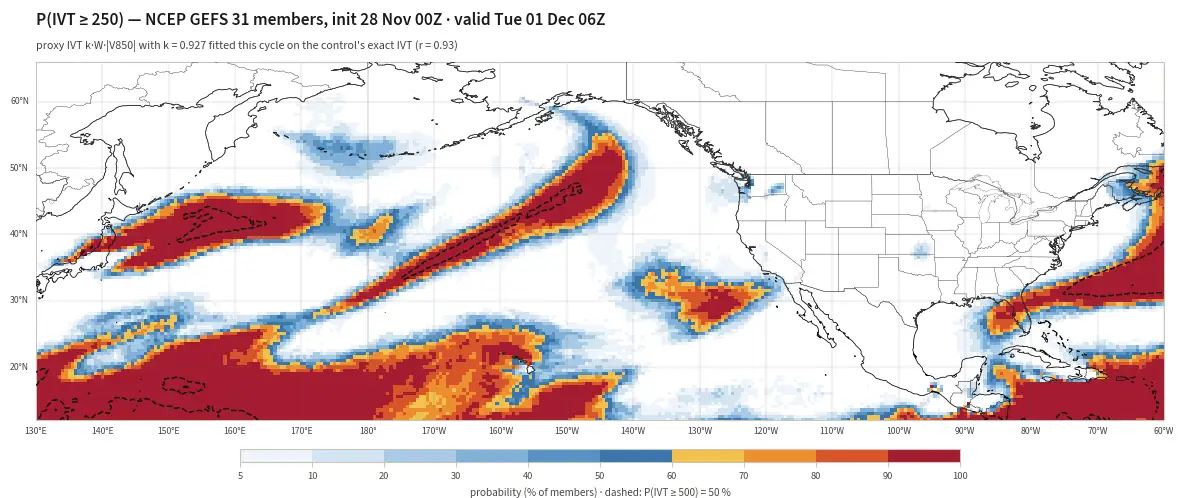 P(IVT ≥ 250) — NCEP GEFS 31 members, init 28 Nov 00Z · valid Tue 01 Dec 06Z
proxy IVT k·W·|V850| with k = 0.927 fitted this cycle on the control's exact IVT (r = 0.93)
60°N
50°N
40°N
30°N
20°N
130°E 140°E 150°E 160°E 170°E 180° 170°W 160°W 150°W 140°W 130°W 120°W 110°W 100°W 90°W 80°W 70°W 60°W
5 10 20 30 40 50 60 70 80 90 100
probability (% of members) · dashed: P(IVT ≥ 500) = 50 %